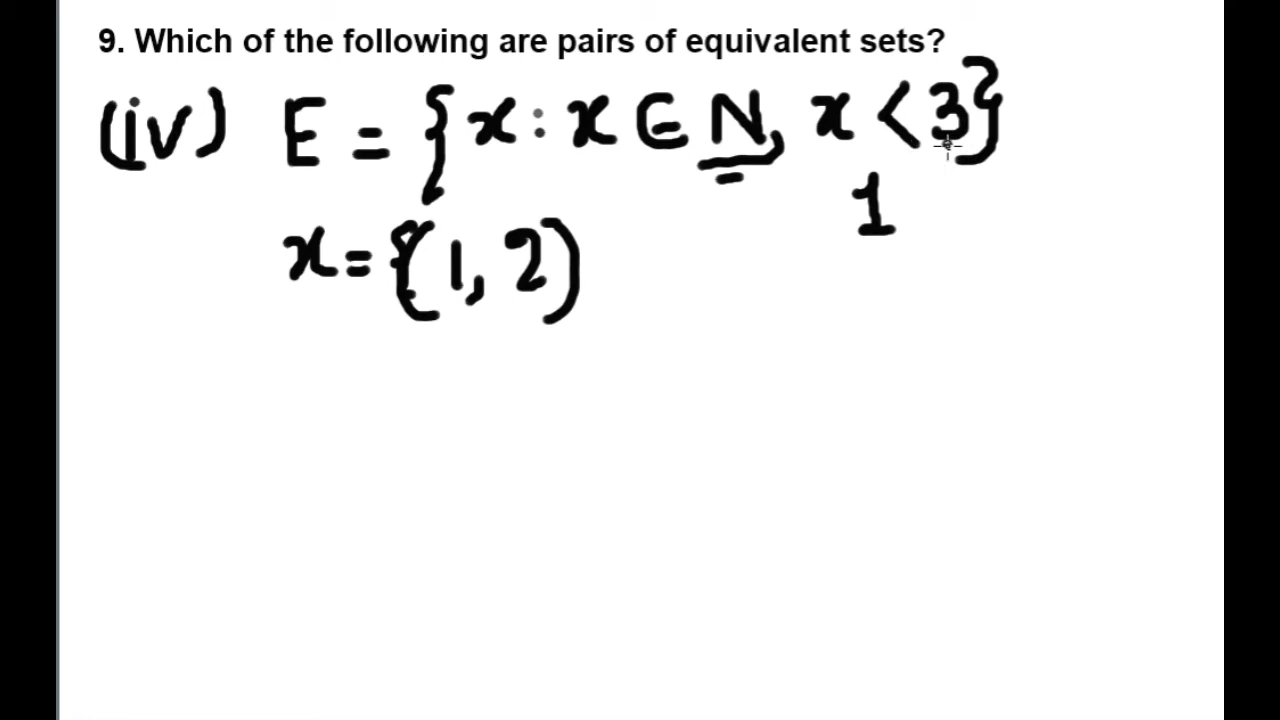 9. Which of the following are pairs of equivalent sets?
(iv) E = {x : x ∈ N, x < 3}
1
x = {1, 2)